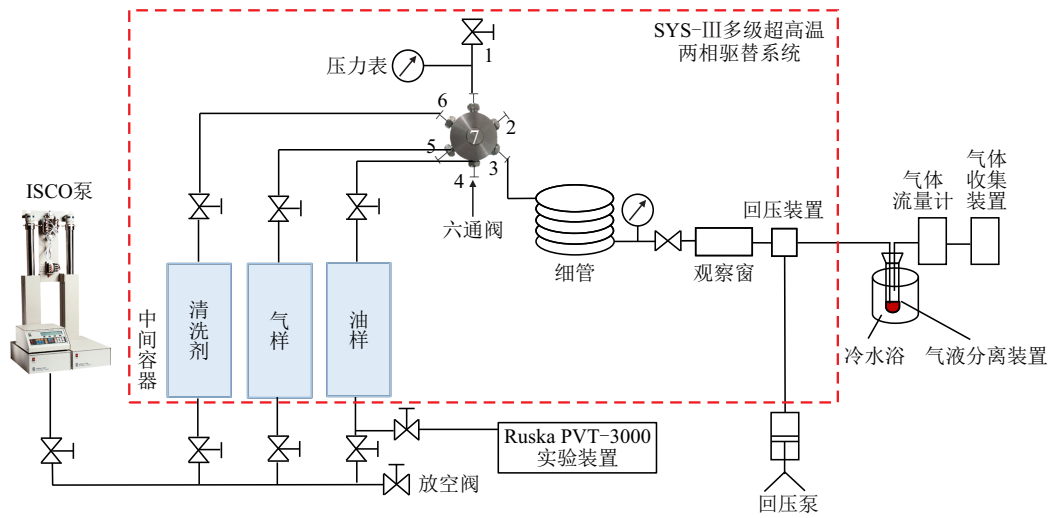 SYS-III多级超高温
两相驱替系统
压力表
1
6
2
7
5
3
4
六通阀
ISCO泵
中间容器
清洗剂
气样
油样
细管
观察窗
回压装置
气体
流量计
气体
收集
装置
冷水浴
气液分离装置
Ruska PVT-3000
实验装置
放空阀
回压泵